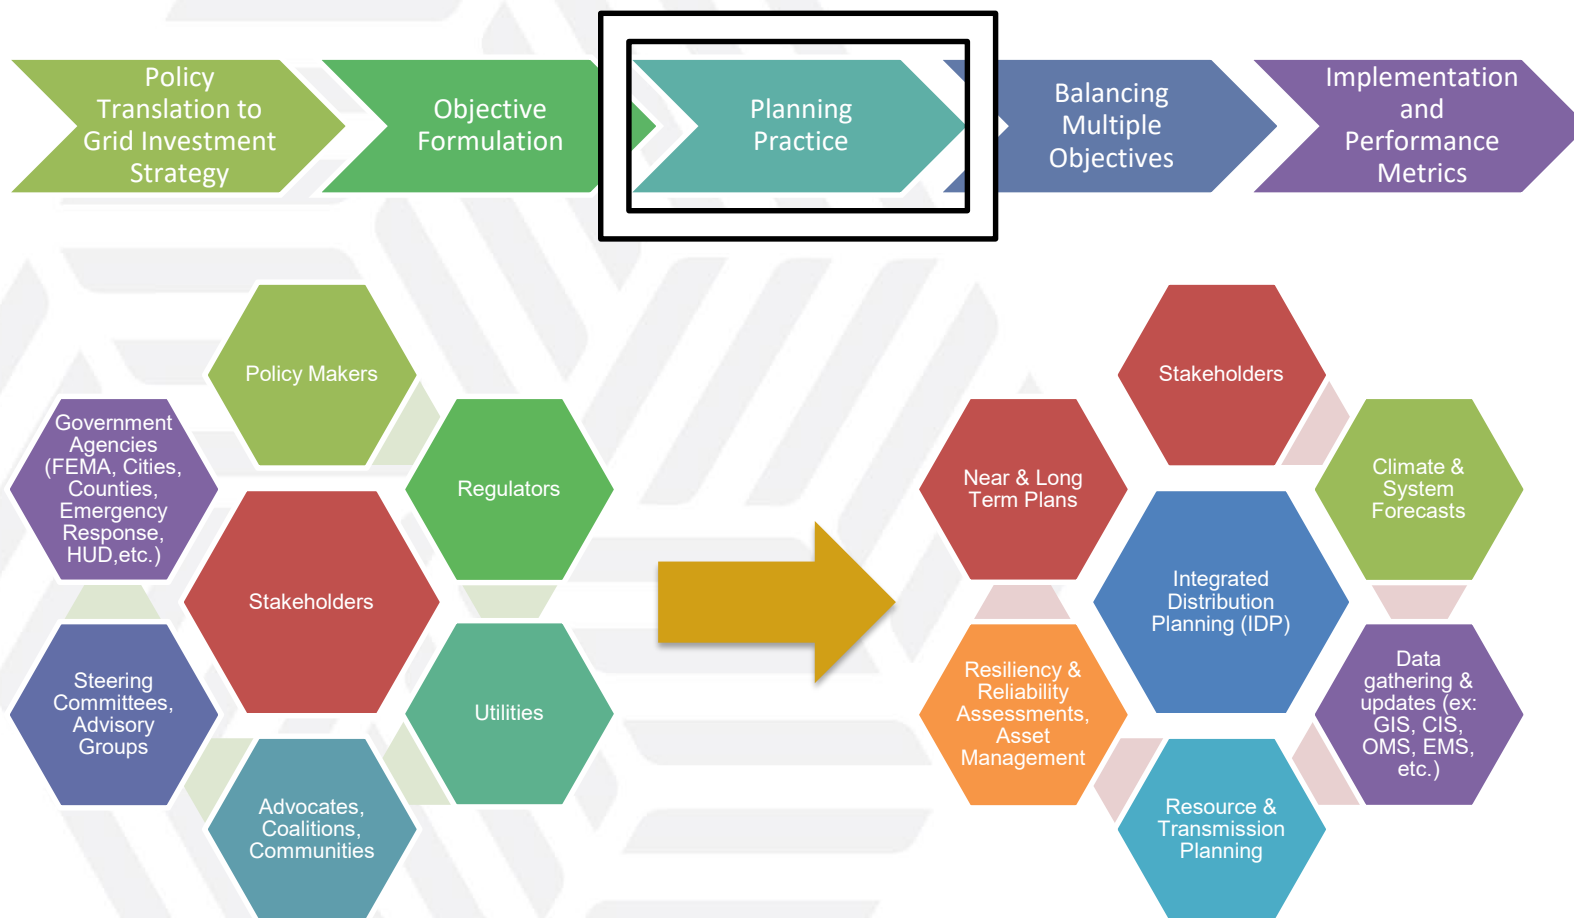 Policy
Translation to
Grid Investment
Strategy
Objective
Formulation
Planning
Practice
Balancing
Multiple
Objectives
Implementation
and
Performance
Metrics
Policy Makers
Government
Agencies
(FEMA, Cities,
Counties,
Emergency
Response,
HUD,etc.)
Regulators
Stakeholders
Steering
Committees,
Advisory
Groups
Utilities
Advocates,
Coalitions,
Communities
Stakeholders
Near & Long
Term Plans
Climate &
System
Forecasts
Integrated
Distribution
Planning (IDP)
Resiliency &
Reliability
Assessments,
Asset
Management
Data
gathering &
updates (ex:
GIS, CIS,
OMS, EMS,
etc.)
Resource &
Transmission
Planning